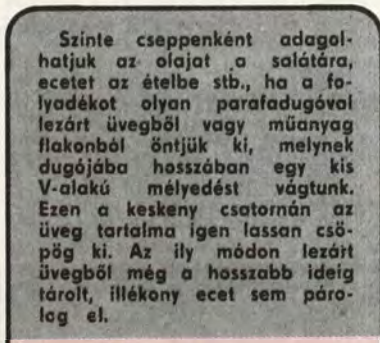 Szinte cseppenként adagol-
hatjuk az olajat a salátára,
ecetet az ételbe stb., ha a fo-
lyadékot olyan parafadugóval
lezárt üvegből vagy műanyag
flakonból öntjük ki, melynek
dugójába hosszában egy kis
V-alakú mélyedést vágtunk.
Ezen a keskeny csatornán az
üveg tartalma igen lassan csö-
pög ki. Az ily módon lezárt
üvegből még a hosszabb ideig
tárolt, illékony ecet sem páro-
log el.